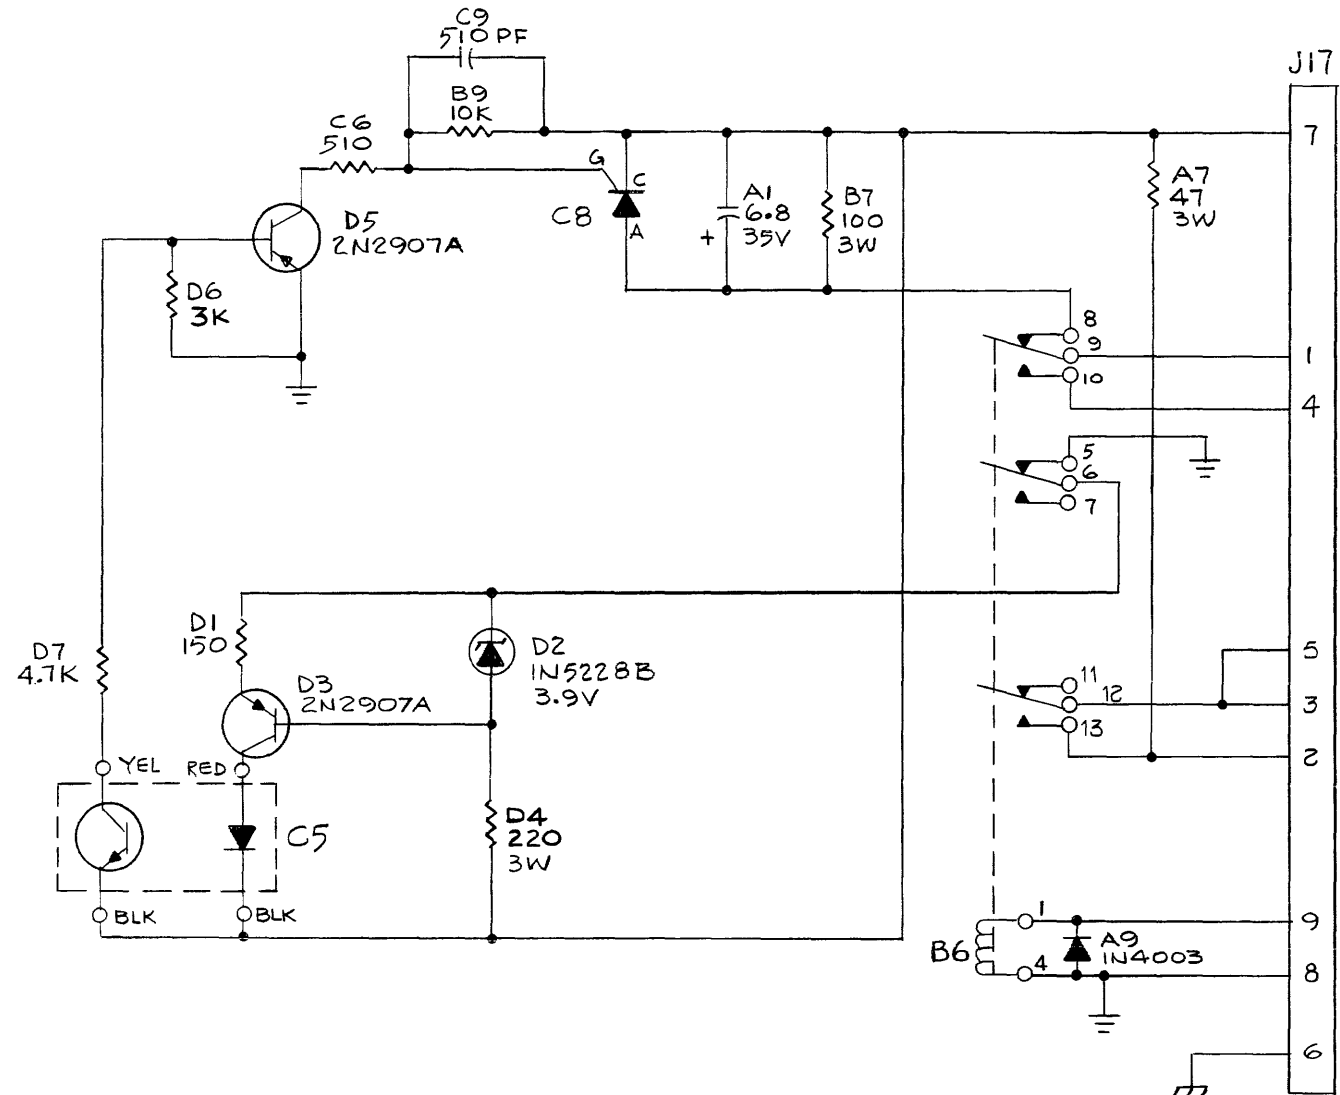 C9
510 PF
J17
B9
10K
C6
510
7
G
C
C8
A
A1
6.8
35V
+
B7
100
3W
A7
47
3W
D5
2N2907A
D6
3K
8
9
1
10
4
5
6
7
D1
150
D2
1N5228B
3.9V
D7
4.7K
D3
2N2907A
5
11
12
3
13
2
YEL
RED
C5
D4
220
3W
BLK
BLK
1
9
B6
A9
1N4003
4
8
6